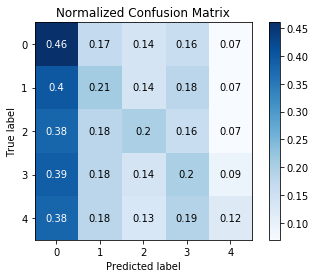 Normalized Confusion Matrix
0 0.46 0.17 0.14 0.16 0.07
1 0.4 0.21 0.14 0.18 0.07
2 0.38 0.18 0.2 0.16 0.07
3 0.39 0.18 0.14 0.2 0.09
4 0.38 0.18 0.13 0.19 0.12
0 1 2 3 4
True label
Predicted label
0.45
0.40
0.35
0.30
0.25
0.20
0.15
0.10